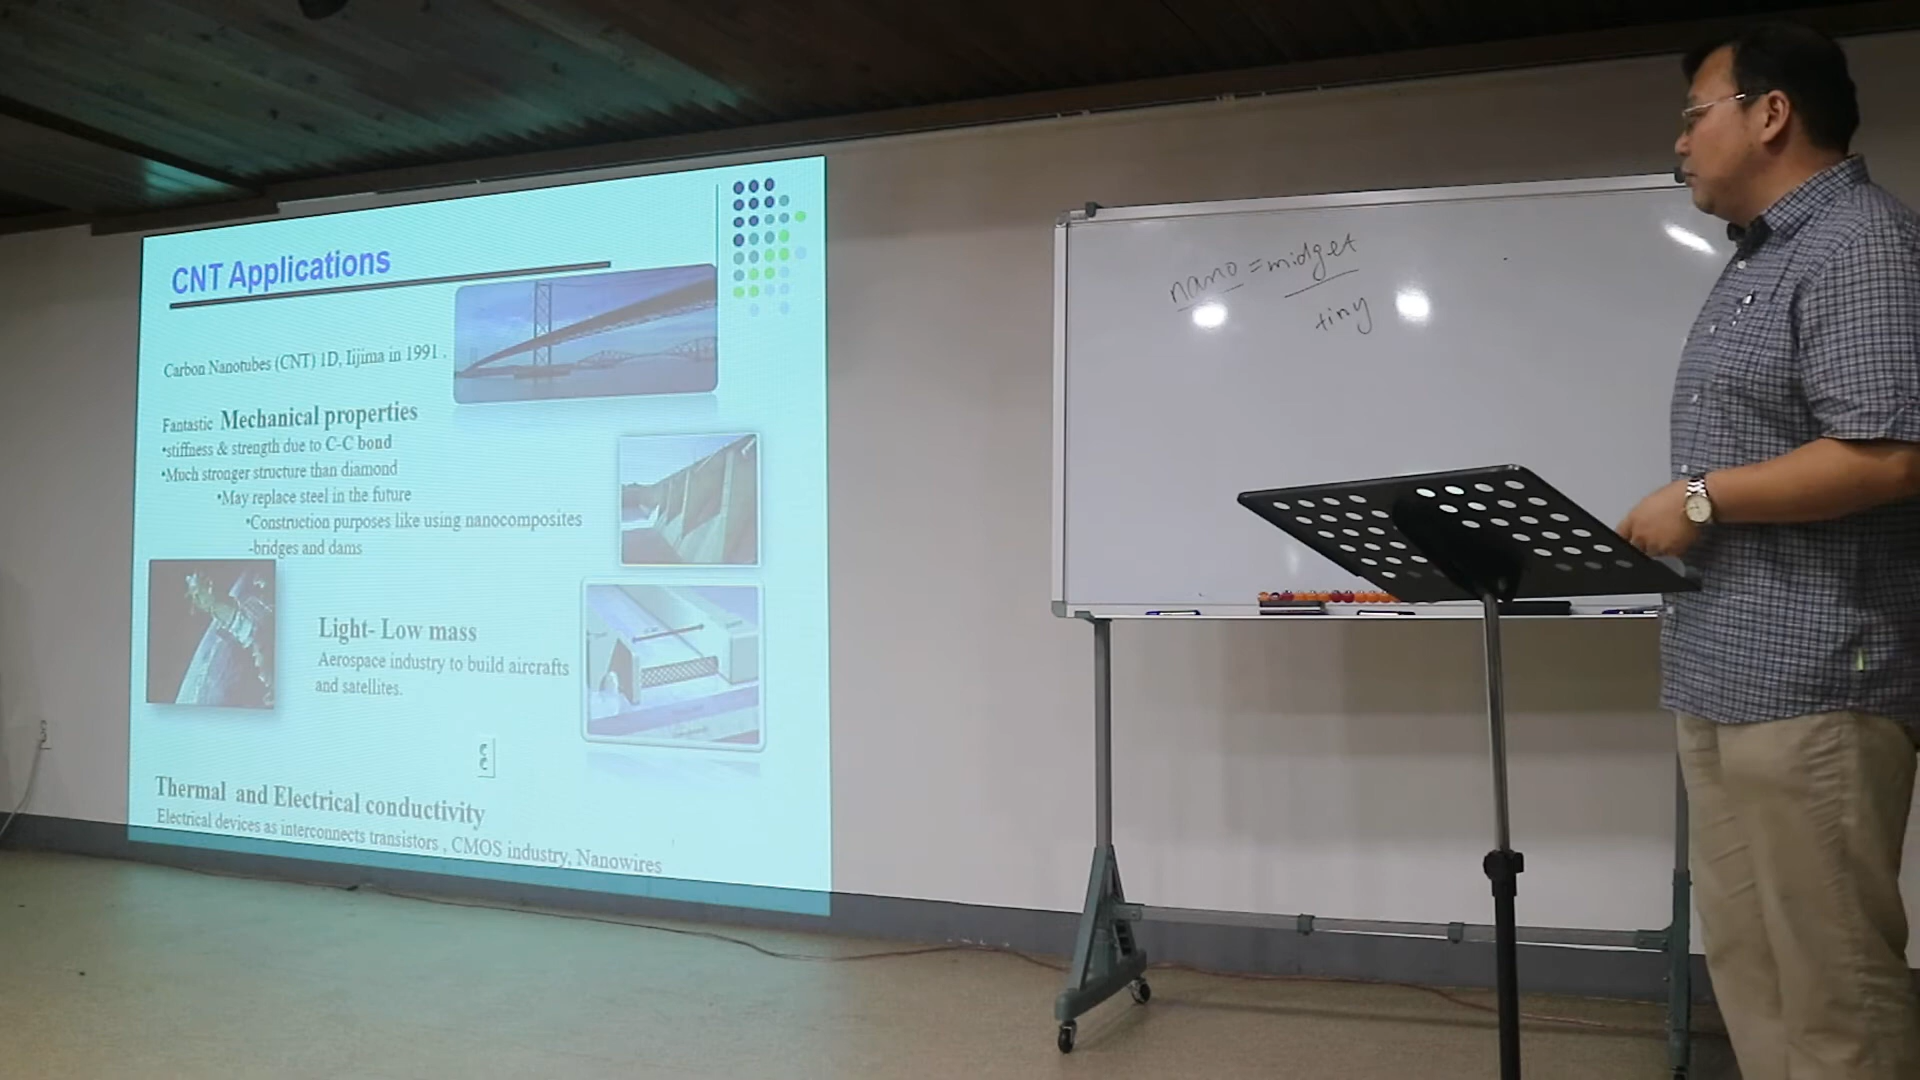 CNT Applications
Carbon Nanotubes (CNT) 1D, Iijima in 1991 .
Fantastic Mechanical properties
•stiffness & strength due to C-C bond
•Much stronger structure than diamond
•May replace steel in the future
•Construction purposes like using nanocomposites
-bridges and dams
Light- Low mass
Aerospace industry to build aircrafts
and satellites.
Thermal and Electrical conductivity
Electrical devices as interconnects transistors , CMOS industry, Nanowires
nano = midget
tiny